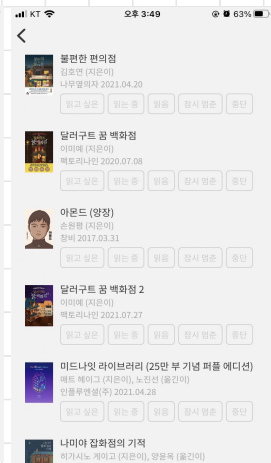 KT 오후 3:49 63%
불편한 편의점
김호연 (지은이)
나무옆의자 2021.04.20
읽고 싶은 읽는 중 읽음 잠시 멈춘 중단
달러구트 꿈 백화점
이미예 (지은이)
팩토리나인 2020.07.08
읽고 싶은 읽는 중 읽음 잠시 멈춘 중단
아몬드 (양장)
손원평 (지은이)
창비 2017.03.31
읽고 싶은 읽는 중 읽음 잠시 멈춘 중단
달러구트 꿈 백화점 2
이미예 (지은이)
팩토리나인 2021.07.27
읽고 싶은 읽는 중 읽음 잠시 멈춘 중단
미드나잇 라이브러리 (25만 부 기념 퍼플 에디션)
매트 헤이그 (지은이), 노진선 (옮긴이)
인플루엔셜(주) 2021.04.28
읽고 싶은 읽는 중 읽음 잠시 멈춘 중단
나미야 잡화점의 기적
히가시노 게이고 (지은이), 양윤옥 (옮긴이)